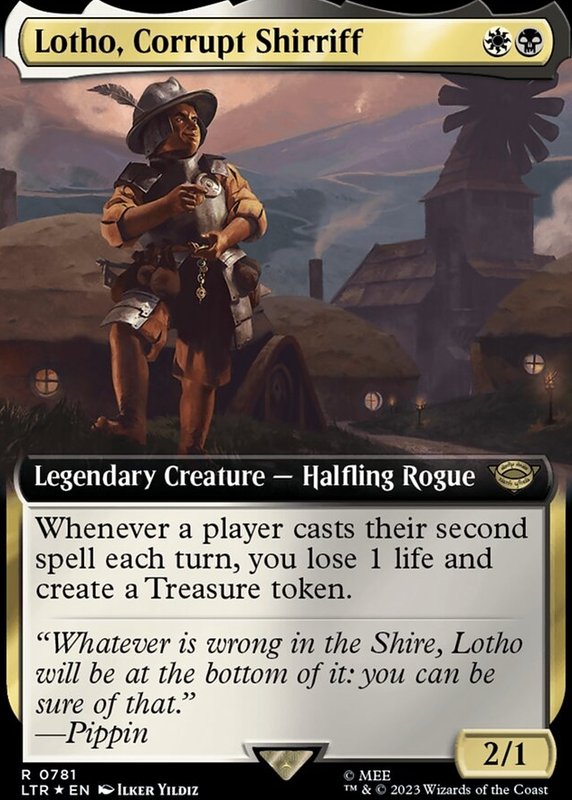 Lotho, Corrupt Shirriff
Legendary Creature — Halfling Rogue
Whenever a player casts their second
spell each turn, you lose 1 life and
create a Treasure token.
“Whatever is wrong in the Shire, Lotho
will be at the bottom of it: you can be
sure of that.”
—Pippin
2/1
R 0781
LTR ★ EN Ilker Yildiz
© MEE
™ & © 2023 Wizards of the Coast